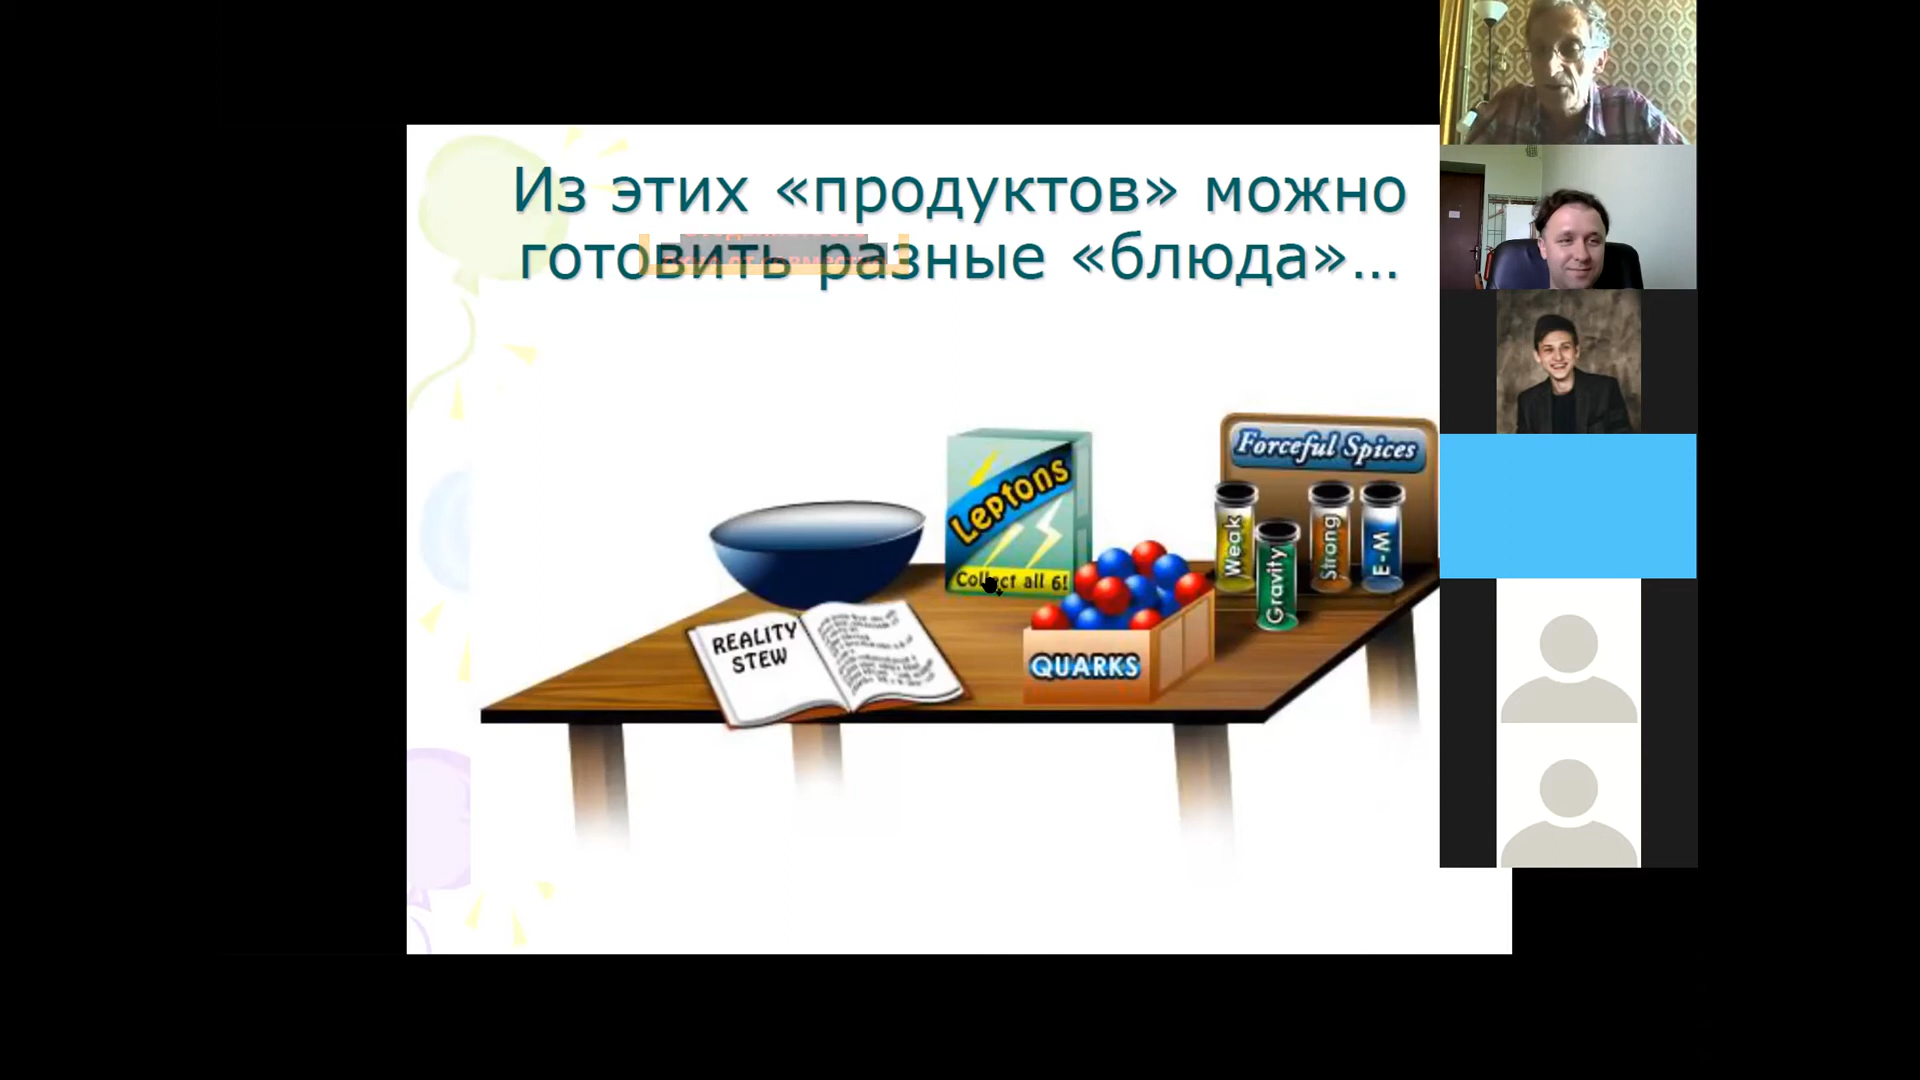 Из этих «продуктов» можно
готовить разные «блюда»...
Forceful Spices
Leptons
Weak
Gravity
Strong
E-M
Collect all 6!
REALITY
STEW
QUARKS